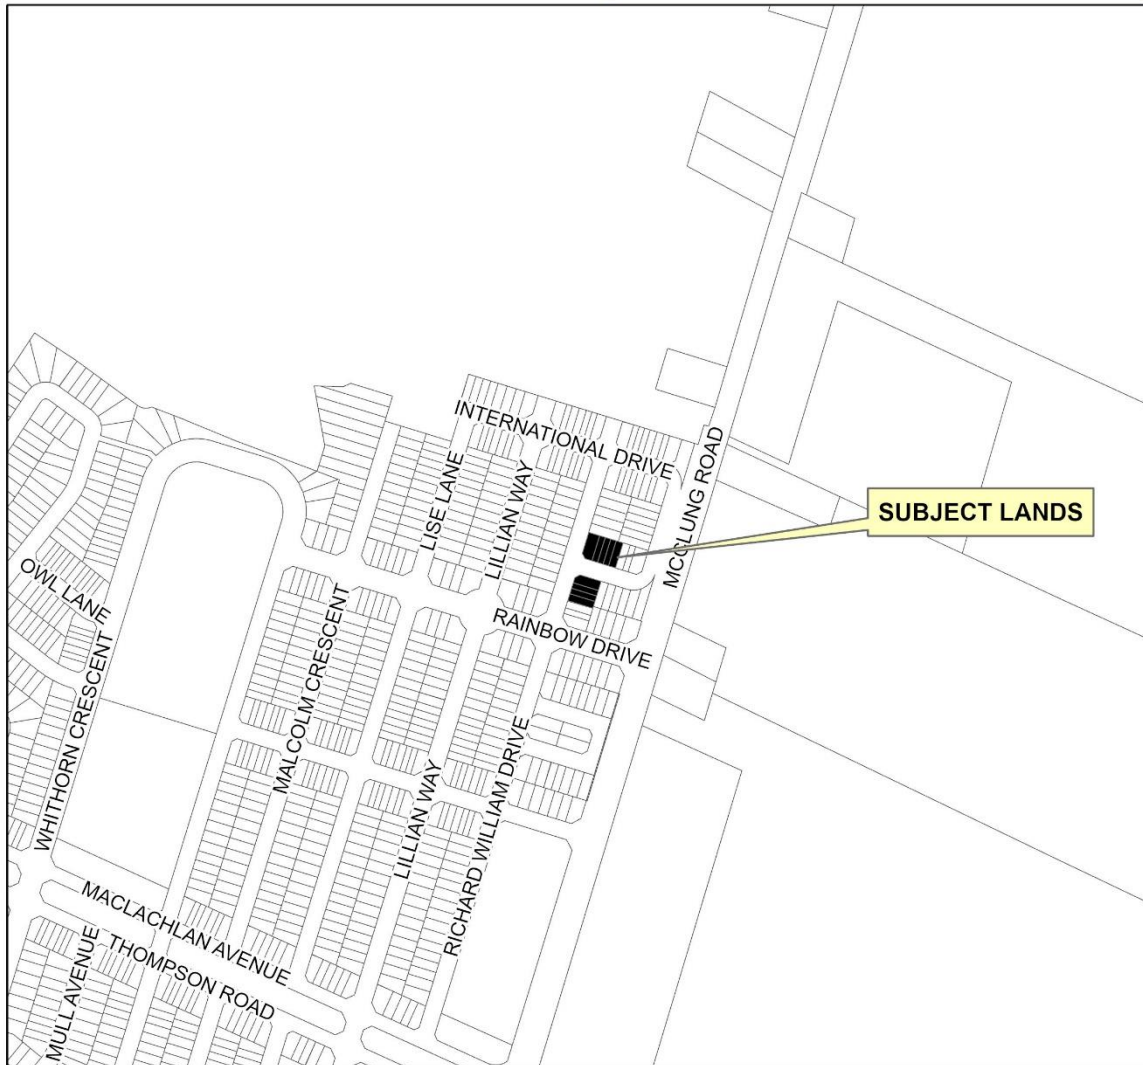 INTERNATIONAL DRIVE
MCCLUNG ROAD
LISE LANE
LILLIAN WAY
SUBJECT LANDS
OWL LANE
RAINBOW DRIVE
WHITHORN CRESCENT
MALCOLM CRESCENT
LILLIAN WAY
RICHARD WILLIAM DRIVE
MACLACHLAN AVENUE
THOMPSON ROAD
MULL AVENUE